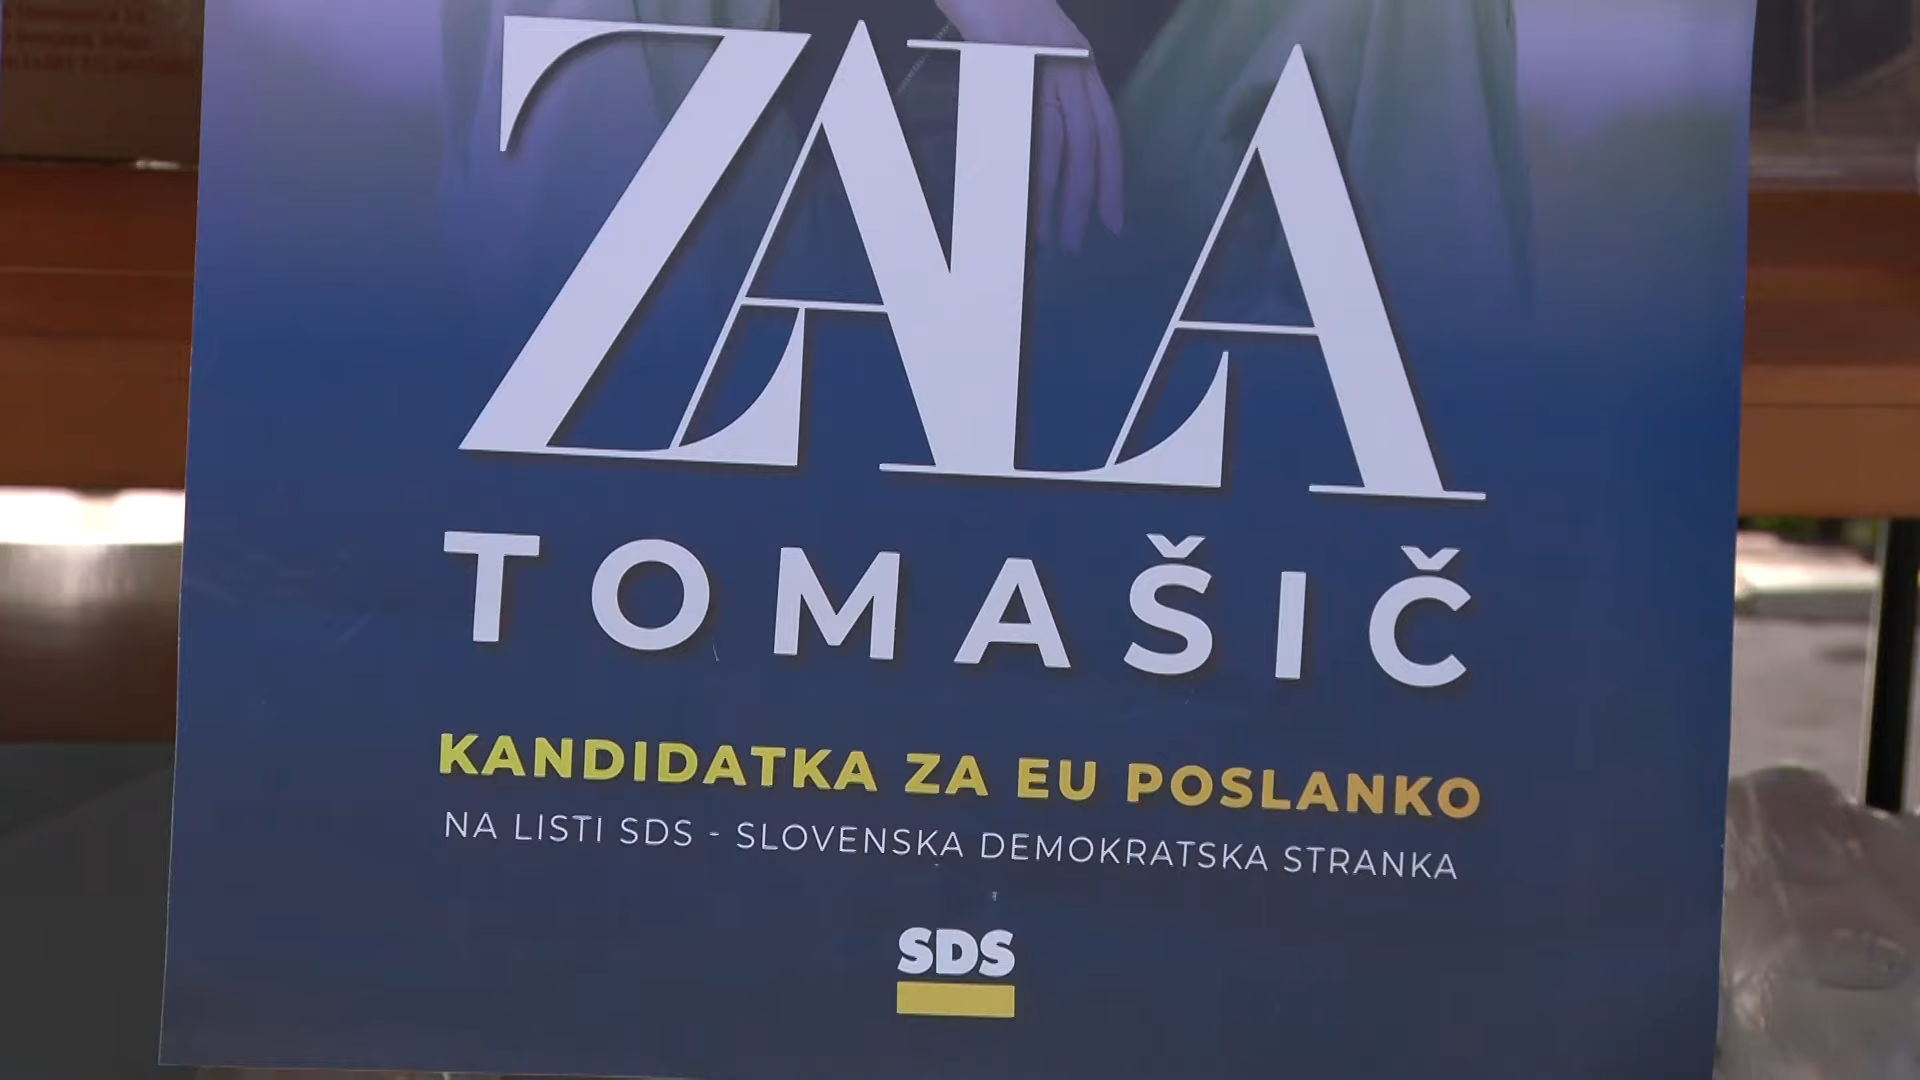 ZALA
TOMAŠIČ
KANDIDATKA ZA EU POSLANKO
NA LISTI SDS - SLOVENSKA DEMOKRATSKA STRANKA
SDS